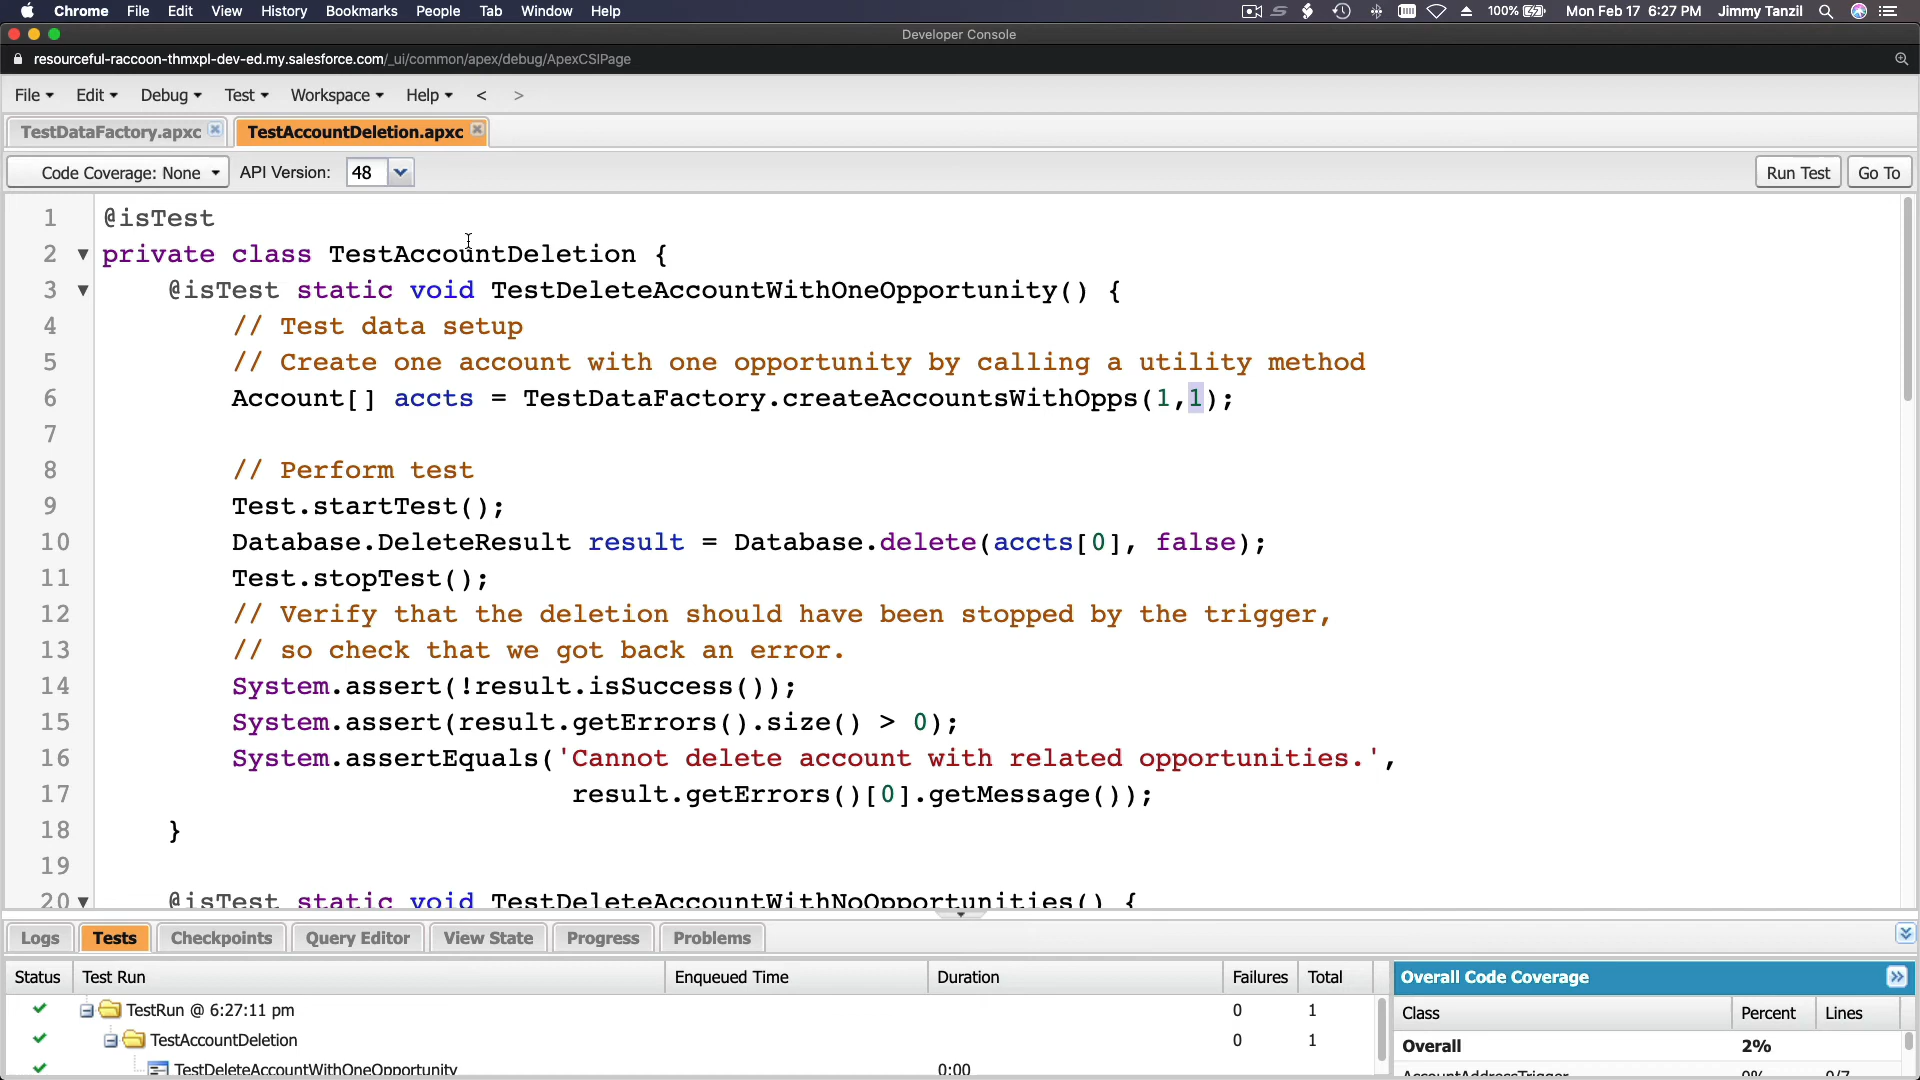 Chrome File Edit View History Bookmarks People Tab Window Help 100% Mon Feb 17 6:27 PM Jimmy Tanzil
Developer Console
resourceful-raccoon-thmxpl-dev-ed.my.salesforce.com/_ui/common/apex/debug/ApexCSIPage
File Edit Debug Test Workspace Help < >
TestDataFactory.apxc TestAccountDeletion.apxc
Code Coverage: None API Version: 48 Run Test Go To
1 @isTest
2 private class TestAccountDeletion {
3 @isTest static void TestDeleteAccountWithOneOpportunity() {
4 // Test data setup
5 // Create one account with one opportunity by calling a utility method
6 Account[] accts = TestDataFactory.createAccountsWithOpps(1,1);
7
8 // Perform test
9 Test.startTest();
10 Database.DeleteResult result = Database.delete(accts[0], false);
11 Test.stopTest();
12 // Verify that the deletion should have been stopped by the trigger,
13 // so check that we got back an error.
14 System.assert(!result.isSuccess());
15 System.assert(result.getErrors().size() > 0);
16 System.assertEquals('Cannot delete account with related opportunities.',
17 result.getErrors()[0].getMessage());
18 }
19
20 @isTest static void TestDeleteAccountWithNoOpportunities() {
Logs Tests Checkpoints Query Editor View State Progress Problems
Status Test Run Enqueued Time Duration Failures Total Overall Code Coverage
TestRun @ 6:27:11 pm 0 1 Class Percent Lines
TestAccountDeletion 0 1 Overall 2%
TestDeleteAccountWithOneOpportunity 0:00 AccountAddressTrigger 0% 0/7